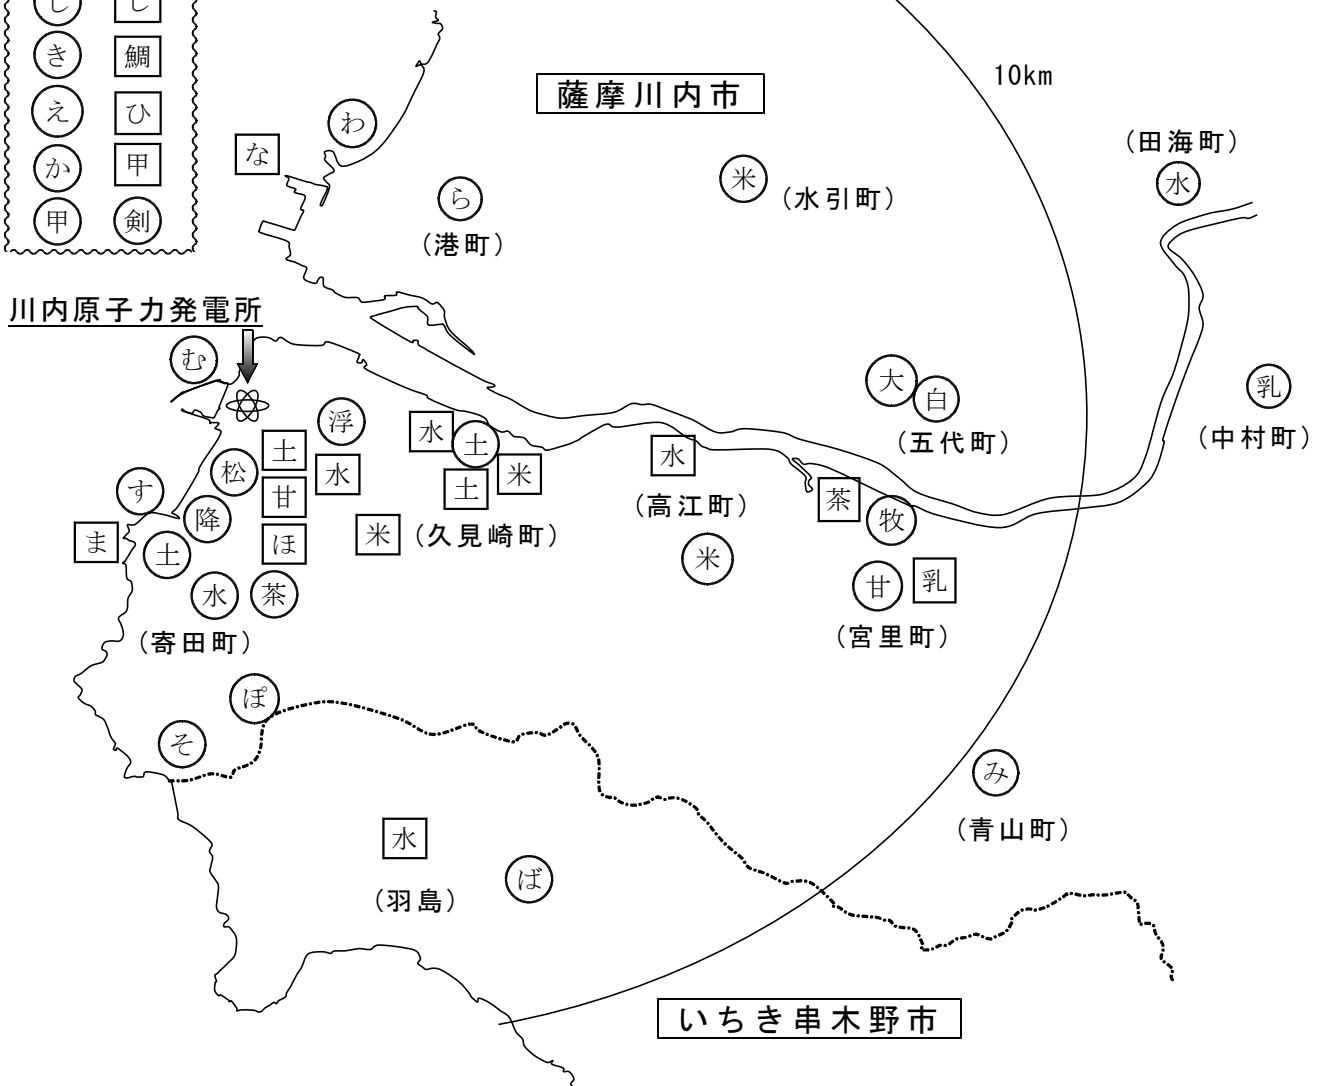 し し
き 鯛
え ひ
か 甲
甲 剣
10km
薩摩川内市
わ
な
(田海町)
水
米
(水引町)
ら
(港町)
川内原子力発電所
む
大
白
(五代町)
乳
(中村町)
浮
水
土
米
土
土
水
甘
ほ
松
す
降
ま
土
水
茶
(寄田町)
米
(久見崎町)
水
(高江町)
米
茶
牧
甘
乳
(宮里町)
ぽ
そ
み
(青山町)
水
(羽島)
ば
いちき串木野市